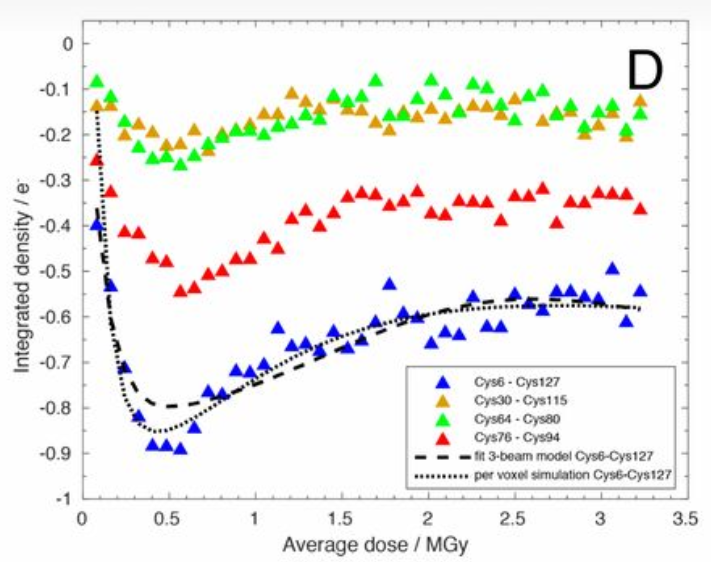 D
0
-0.1
-0.2
-0.3
-0.4
-0.5
-0.6
-0.7
-0.8
-0.9
-1
Integrated density / e-
Cys6 - Cys127
Cys30 - Cys115
Cys64 - Cys80
Cys76 - Cys94
fit 3-beam model Cys6-Cys127
per voxel simulation Cys6-Cys127
0 0.5 1 1.5 2 2.5 3 3.5
Average dose / MGy